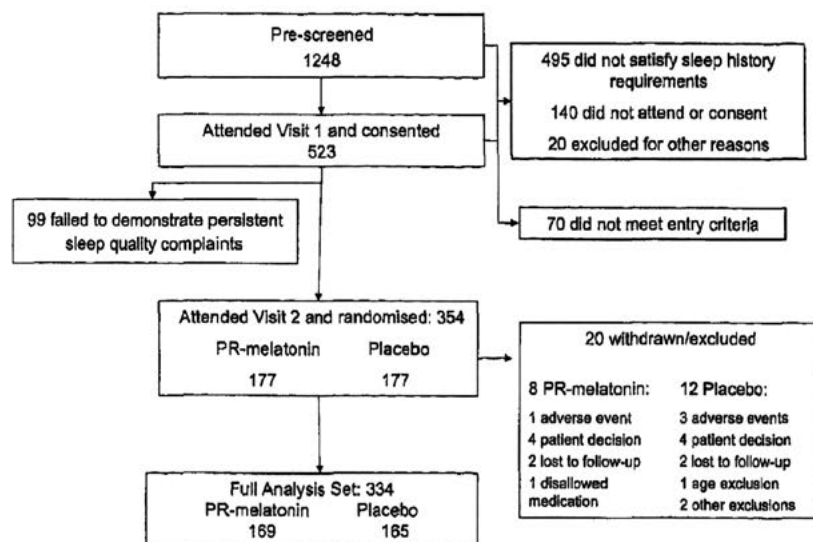 Pre-screened
1248
495 did not satisfy sleep history
requirements
140 did not attend or consent
20 excluded for other reasons
Attended Visit 1 and consented
523
99 failed to demonstrate persistent
sleep quality complaints
70 did not meet entry criteria
Attended Visit 2 and randomised: 354
PR-melatonin Placebo
177 177
20 withdrawn/excluded
8 PR-melatonin: 12 Placebo:
1 adverse event 3 adverse events
4 patient decision 4 patient decision
2 lost to follow-up 2 lost to follow-up
1 disallowed 1 age exclusion
medication 2 other exclusions
Full Analysis Set: 334
PR-melatonin Placebo
169 165